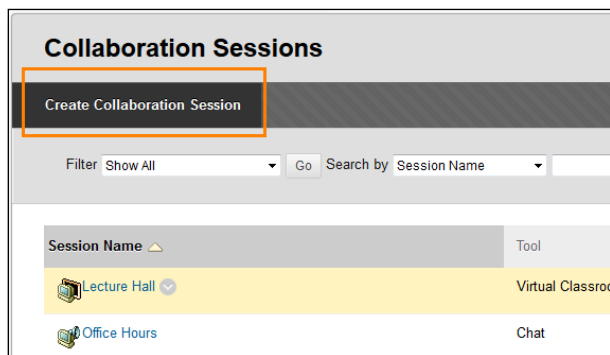 Collaboration Sessions
Create Collaboration Session
Filter Show All Go Search by Session Name
Session Name Tool
Lecture Hall Virtual
Office Hours Chat